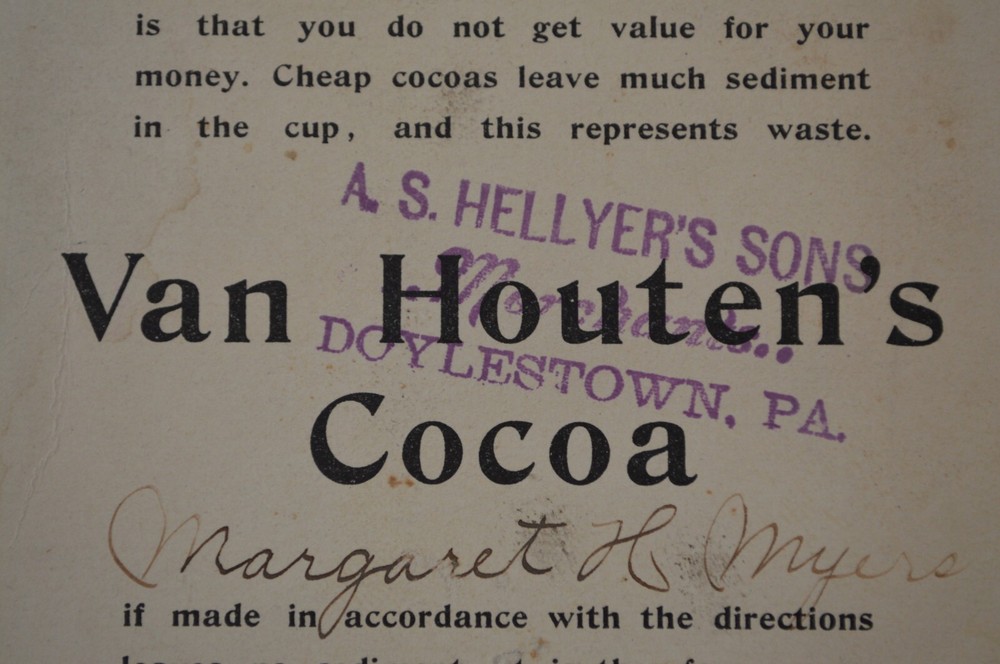 is that you do not get value for your
money. Cheap cocoas leave much sediment
in the cup, and this represents waste.
A. S. HELLYER'S SONS
Merchants..
DOYLESTOWN, PA.
Van Houten's
Cocoa
Margaret H Myers
if made in accordance with the directions